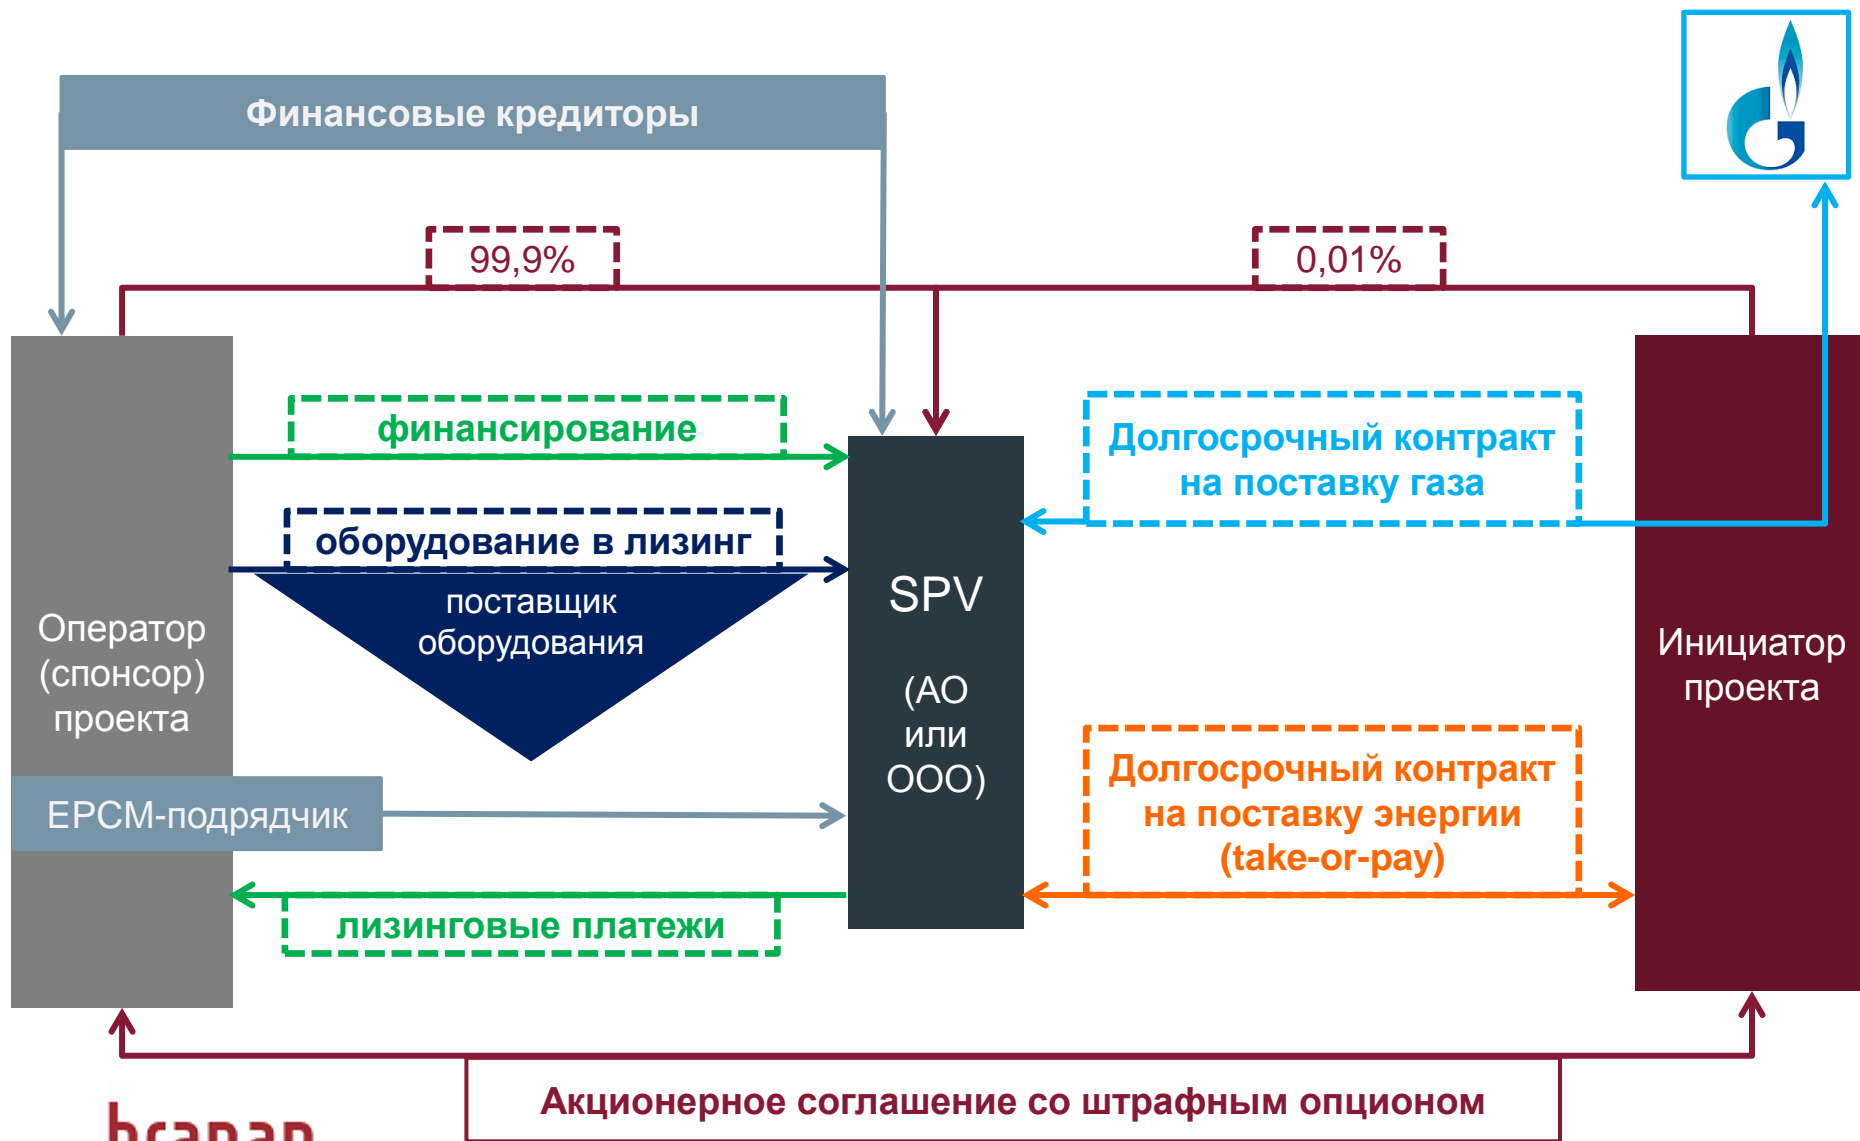 Финансовые кредиторы
99,9%
0,01%
финансирование
Долгосрочный контракт
на поставку газа
оборудование в лизинг
поставщик
оборудования
SPV
(АО
или
ООО)
Оператор
(спонсор)
проекта
Инициатор
проекта
EPCM-подрядчик
Долгосрочный контракт
на поставку энергии
(take-or-pay)
лизинговые платежи
Акционерное соглашение со штрафным опционом